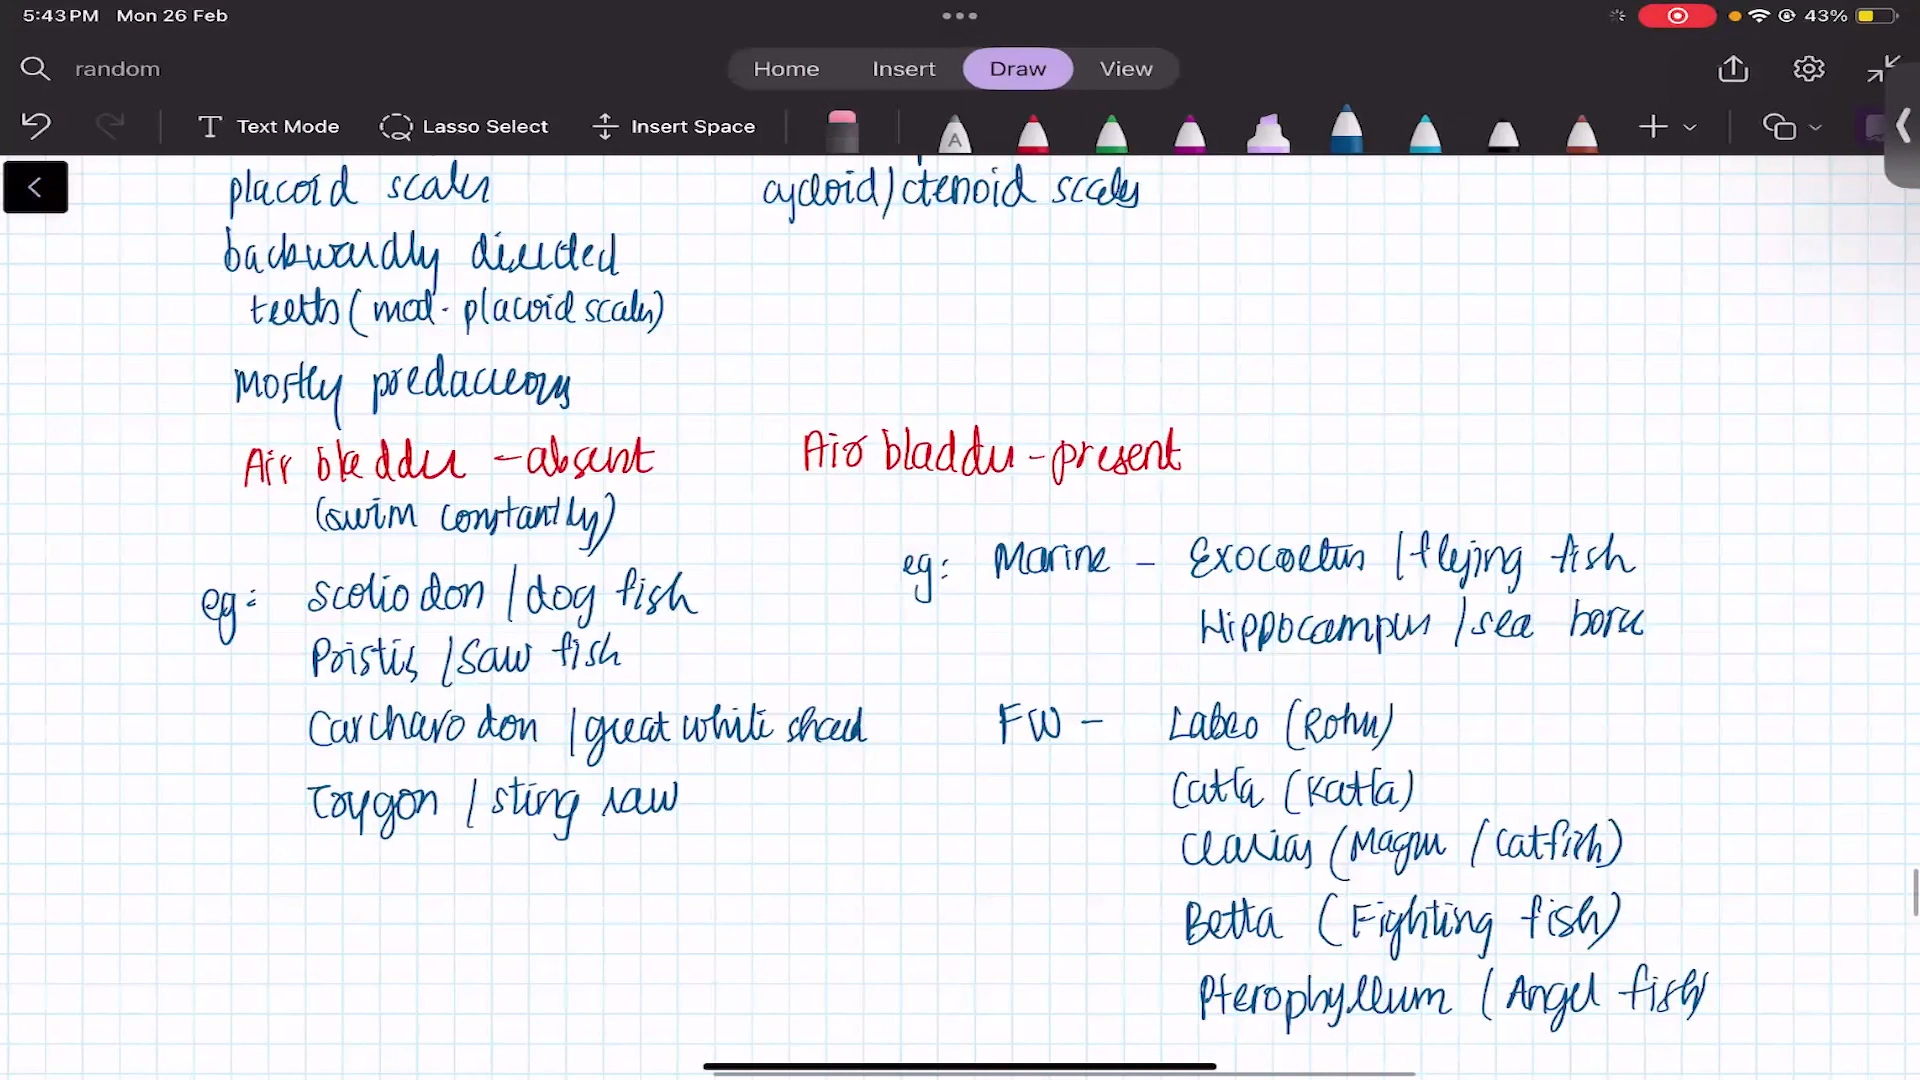 5:43 PM Mon 26 Feb
43%
random
Home Insert Draw View
Text Mode Lasso Select Insert Space
A
placoid scales
backwardly directed
teeths (mod. placoid scales)
Mostly predaceous
Air bladder - absent
(swim constantly)
eg: Scoliodon / dog fish
Pristis / Saw fish
Carcharodon / great white shark
Trygon / sting raw
cycloid/ctenoid scales
Air bladder - present
eg: Marine - Exocoetus / flying fish
Hippocampus / sea horse
FW - Labeo (Rohu)
Catla (Katla)
Clarias (Magur / catfish)
Betta (Fighting fish)
Pterophyllum (Angel fish)